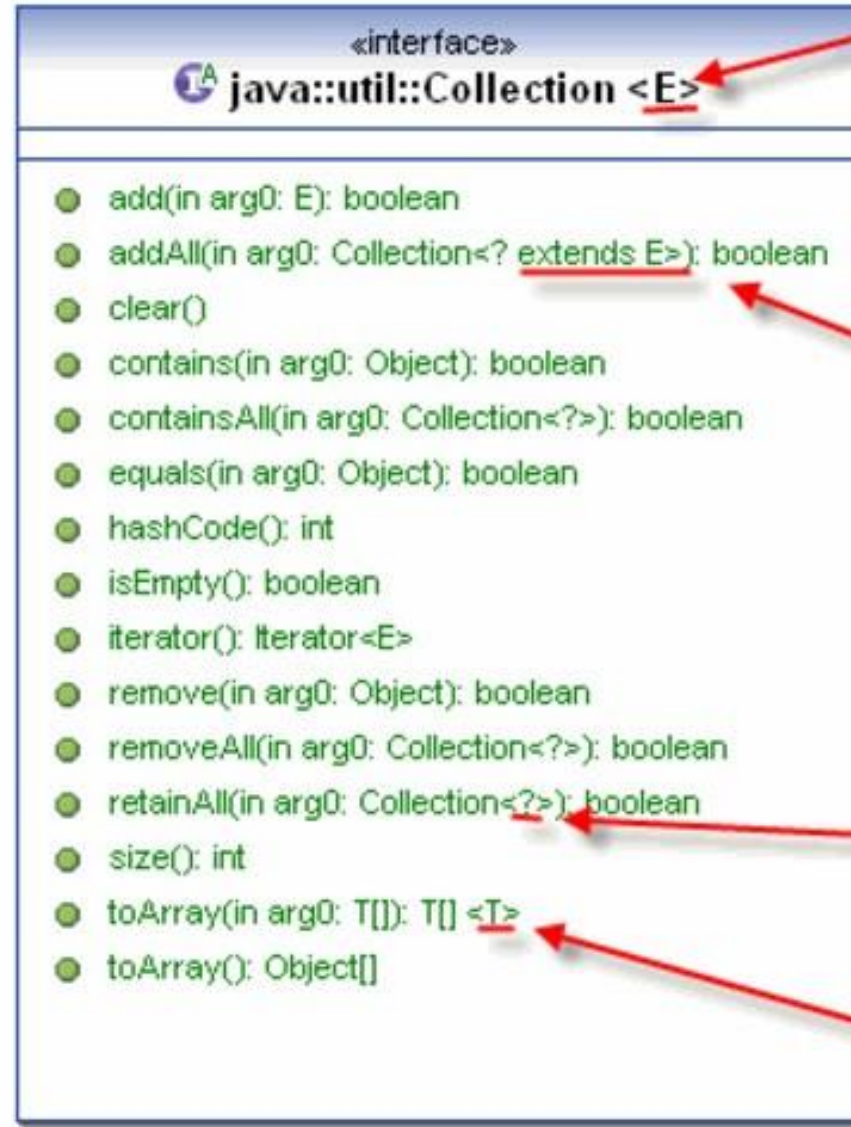 «interface»
java::util::Collection <E>
add(in arg0: E): boolean
addAll(in arg0: Collection<? extends E>): boolean
clear()
contains(in arg0: Object): boolean
containsAll(in arg0: Collection<?>): boolean
equals(in arg0: Object): boolean
hashCode(): int
isEmpty(): boolean
iterator(): Iterator<E>
remove(in arg0: Object): boolean
removeAll(in arg0: Collection<?>): boolean
retainAll(in arg0: Collection<?>): boolean
size(): int
toArray(in arg0: T[]): T[] <T>
toArray(): Object[]